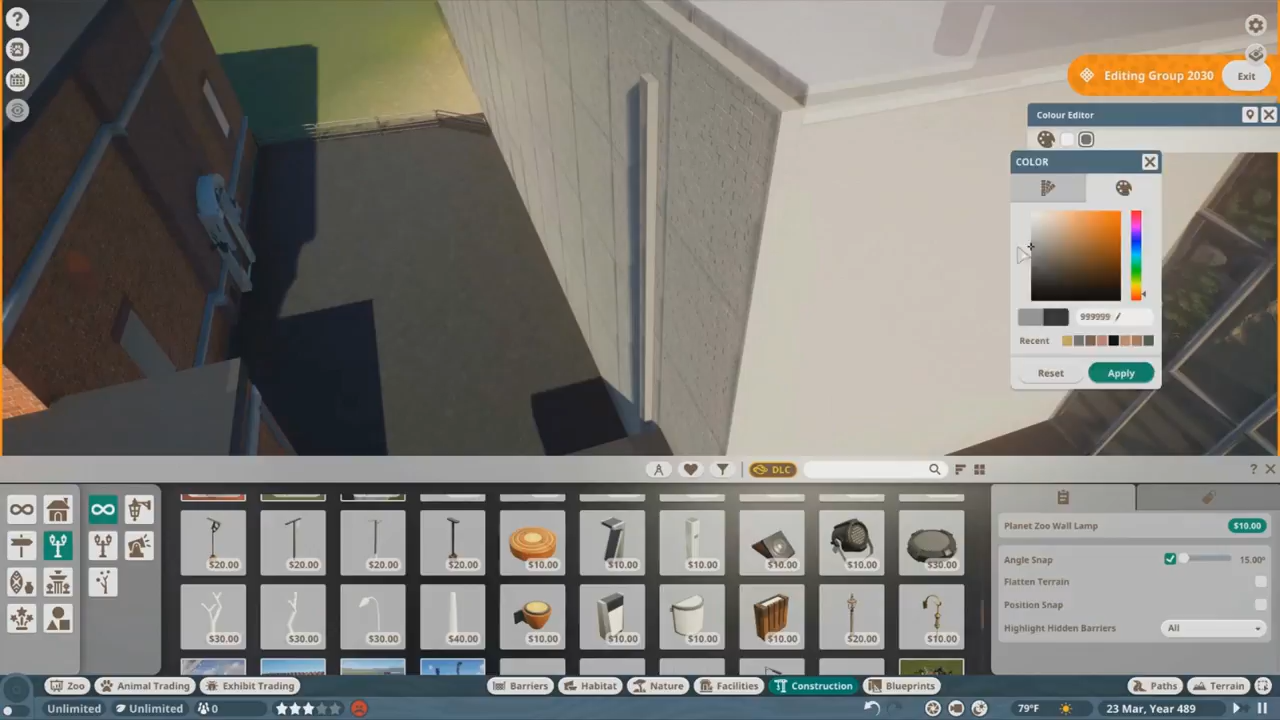 ?
Editing Group 2030
Exit
Colour Editor
COLOR
999999
Recent
Reset
Apply
DLC
?
$20.00 $20.00 $20.00 $20.00 $10.00 $10.00 $10.00 $10.00 $10.00 $30.00
$30.00 $30.00 $30.00 $40.00 $10.00 $10.00 $10.00 $10.00 $20.00 $10.00
Planet Zoo Wall Lamp $10.00
Angle Snap 15.00°
Flatten Terrain
Position Snap
Highlight Hidden Barriers All
Zoo Animal Trading Exhibit Trading Barriers Habitat Nature Facilities Construction Blueprints Paths Terrain
Unlimited Unlimited 0 79°F 23 Mar, Year 489